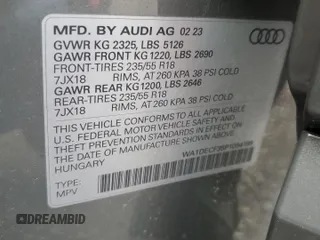 MFD. BY AUDI AG 02 23
GVWR KG 2325, LBS 5126
GAWR FRONT KG 1220, LBS 2690
FRONT-TIRES 235/55 R18
7JX18 RIMS, AT 260 KPA 38 PSI COLD
GAWR REAR KG1200, LBS 2646
REAR-TIRES 235/55 R18
7JX18 RIMS, AT 260 KPA 38 PSI COLD
THIS VEHICLE CONFORMS TO ALL APPLICABLE
U.S. FEDERAL MOTOR VEHICLE SAFETY AND
THEFT PREVENTION STANDARDS IN EFFECT ON
THE DATE OF MANUFACTURE SHOWN ABOVE.
HUNGARY
TYPE:
MPV
DREAMBID